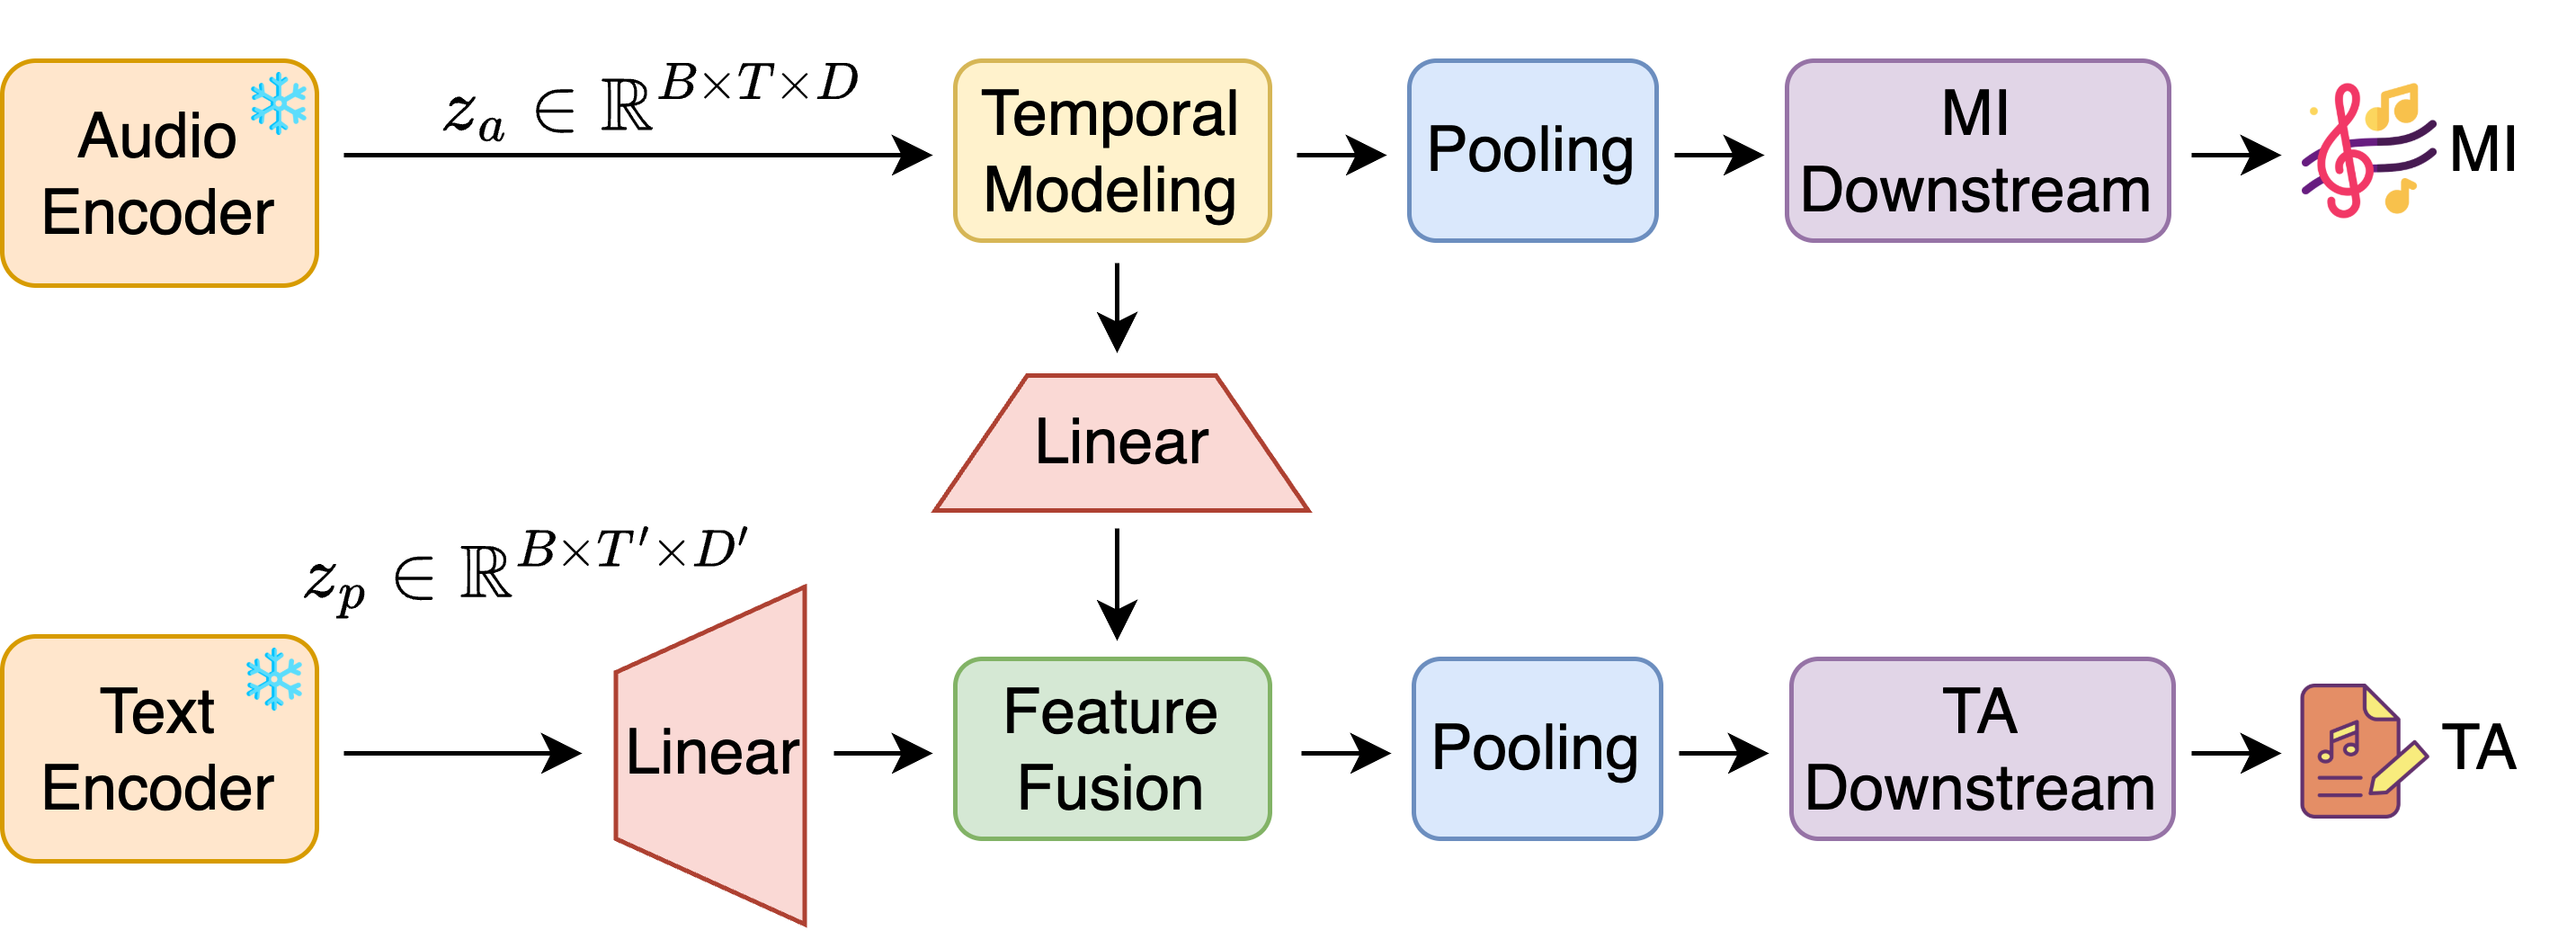 Audio
Encoder
$z_a \in \mathbb{R}^{B \times T \times D}$
Temporal
Modeling
Pooling
MI
Downstream
MI
Linear
$z_p \in \mathbb{R}^{B \times T' \times D'}$
Text
Encoder
Linear
Feature
Fusion
Pooling
TA
Downstream
TA